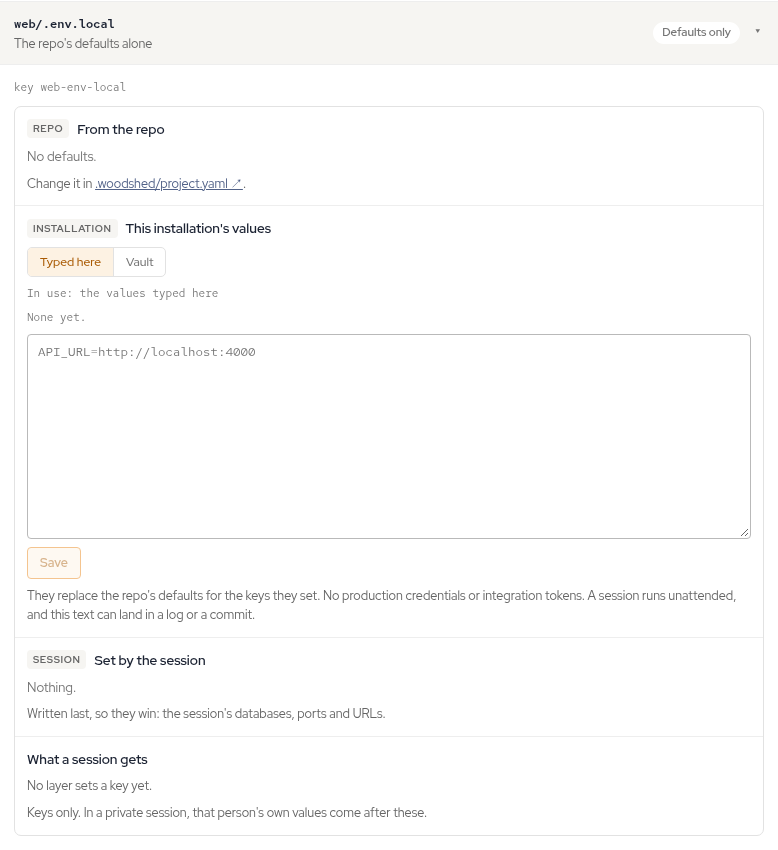 web/.env.local
The repo's defaults alone
Defaults only
key web-env-local
REPO From the repo
No defaults.
Change it in .woodshed/project.yaml ↗.
INSTALLATION This installation's values
Typed here Vault
In use: the values typed here
None yet.
API_URL=http://localhost:4000
Save
They replace the repo's defaults for the keys they set. No production credentials or integration tokens. A session runs unattended,
and this text can land in a log or a commit.
SESSION Set by the session
Nothing.
Written last, so they win: the session's databases, ports and URLs.
What a session gets
No layer sets a key yet.
Keys only. In a private session, that person's own values come after these.